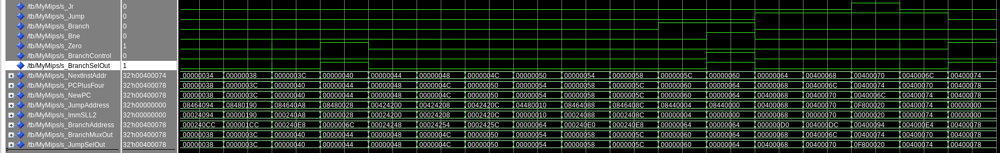 /tb/MyMips/s_Jr 0
/tb/MyMips/s_Jump 0
/tb/MyMips/s_Branch 0
/tb/MyMips/s_Bne 0
/tb/MyMips/s_Zero 1
/tb/MyMips/s_BranchControl 0
/tb/MyMips/s_BranchSelOut 1
/tb/MyMips/s_NextInstAddr 32'h00400074 00000034 00000038 0000003C 00000040 00000044 00000048 0000004C 00000050 00000054 00000058 0000005C 00000060 00000064 00400068 00400070 0040006C 00400074
/tb/MyMips/s_PCPlusFour 32'h00400078 00000038 0000003C 00000040 00000044 00000048 0000004C 00000050 00000054 00000058 0000005C 00000060 00000064 00000068 0040006C 00400074 00400070 00400078
/tb/MyMips/s_NewPC 32'h00400078 00000038 0000003C 00000040 00000044 00000048 0000004C 00000050 00000054 00000058 0000005C 00000060 00000064 00400068 00400070 0040006C 00400074 00400078
/tb/MyMips/s_JumpAddress 32'h00000000 08464094 08480190 084640A8 08480028 00424200 00424208 0042420C 04480010 08464088 0846408C 08440004 08440000 00400068 00400070 0F800020 00400074 00000000
/tb/MyMips/s_ImmSLL2 32'h00000000 00024094 00000190 000240A8 00000028 00024200 00024208 0002420C 00000010 00024088 0002408C 00000004 00000000 00000068 00000070 00000020 00000074 00000000
/tb/MyMips/s_BranchAddress 32'h00400078 000240CC 000001CC 000240E8 0000006C 00024248 00024254 0002425C 00000064 000240E0 000240E8 00000064 00000064 000000D0 004000DC 00400094 004000E4 00400078
/tb/MyMips/s_BranchMuxOut 32'h00400078 00000038 0000003C 00000040 00000044 00000048 0000004C 00000050 00000054 00000058 0000005C 00000060 00000064 00000068 0040006C 00400074 00400070 00400078
/tb/MyMips/s_JumpSelOut 32'h00400078 00000038 0000003C 00000040 00000044 00000048 0000004C 00000050 00000054 00000058 0000005C 00000060 00000064 00400068 00400070 0F800020 00400074 00400078